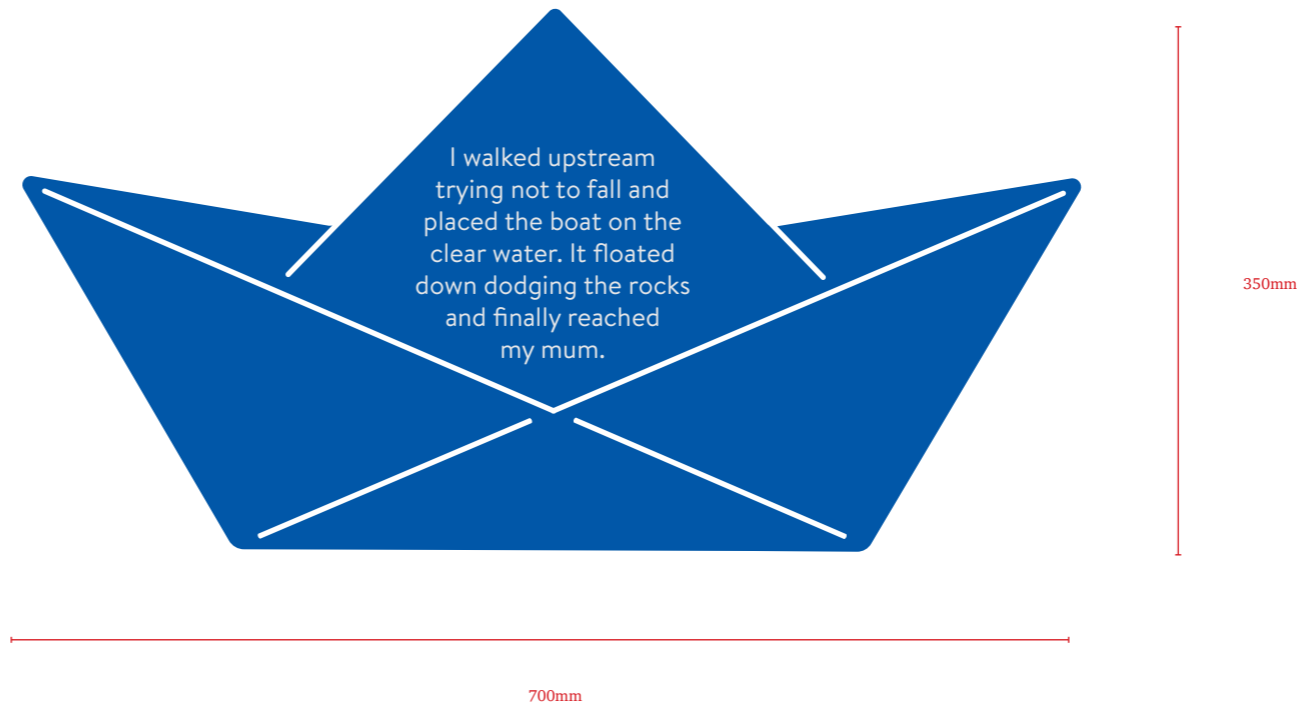 I walked upstream
trying not to fall and
placed the boat on the
clear water. It floated
down dodging the rocks
and finally reached
my mum.
350mm
700mm